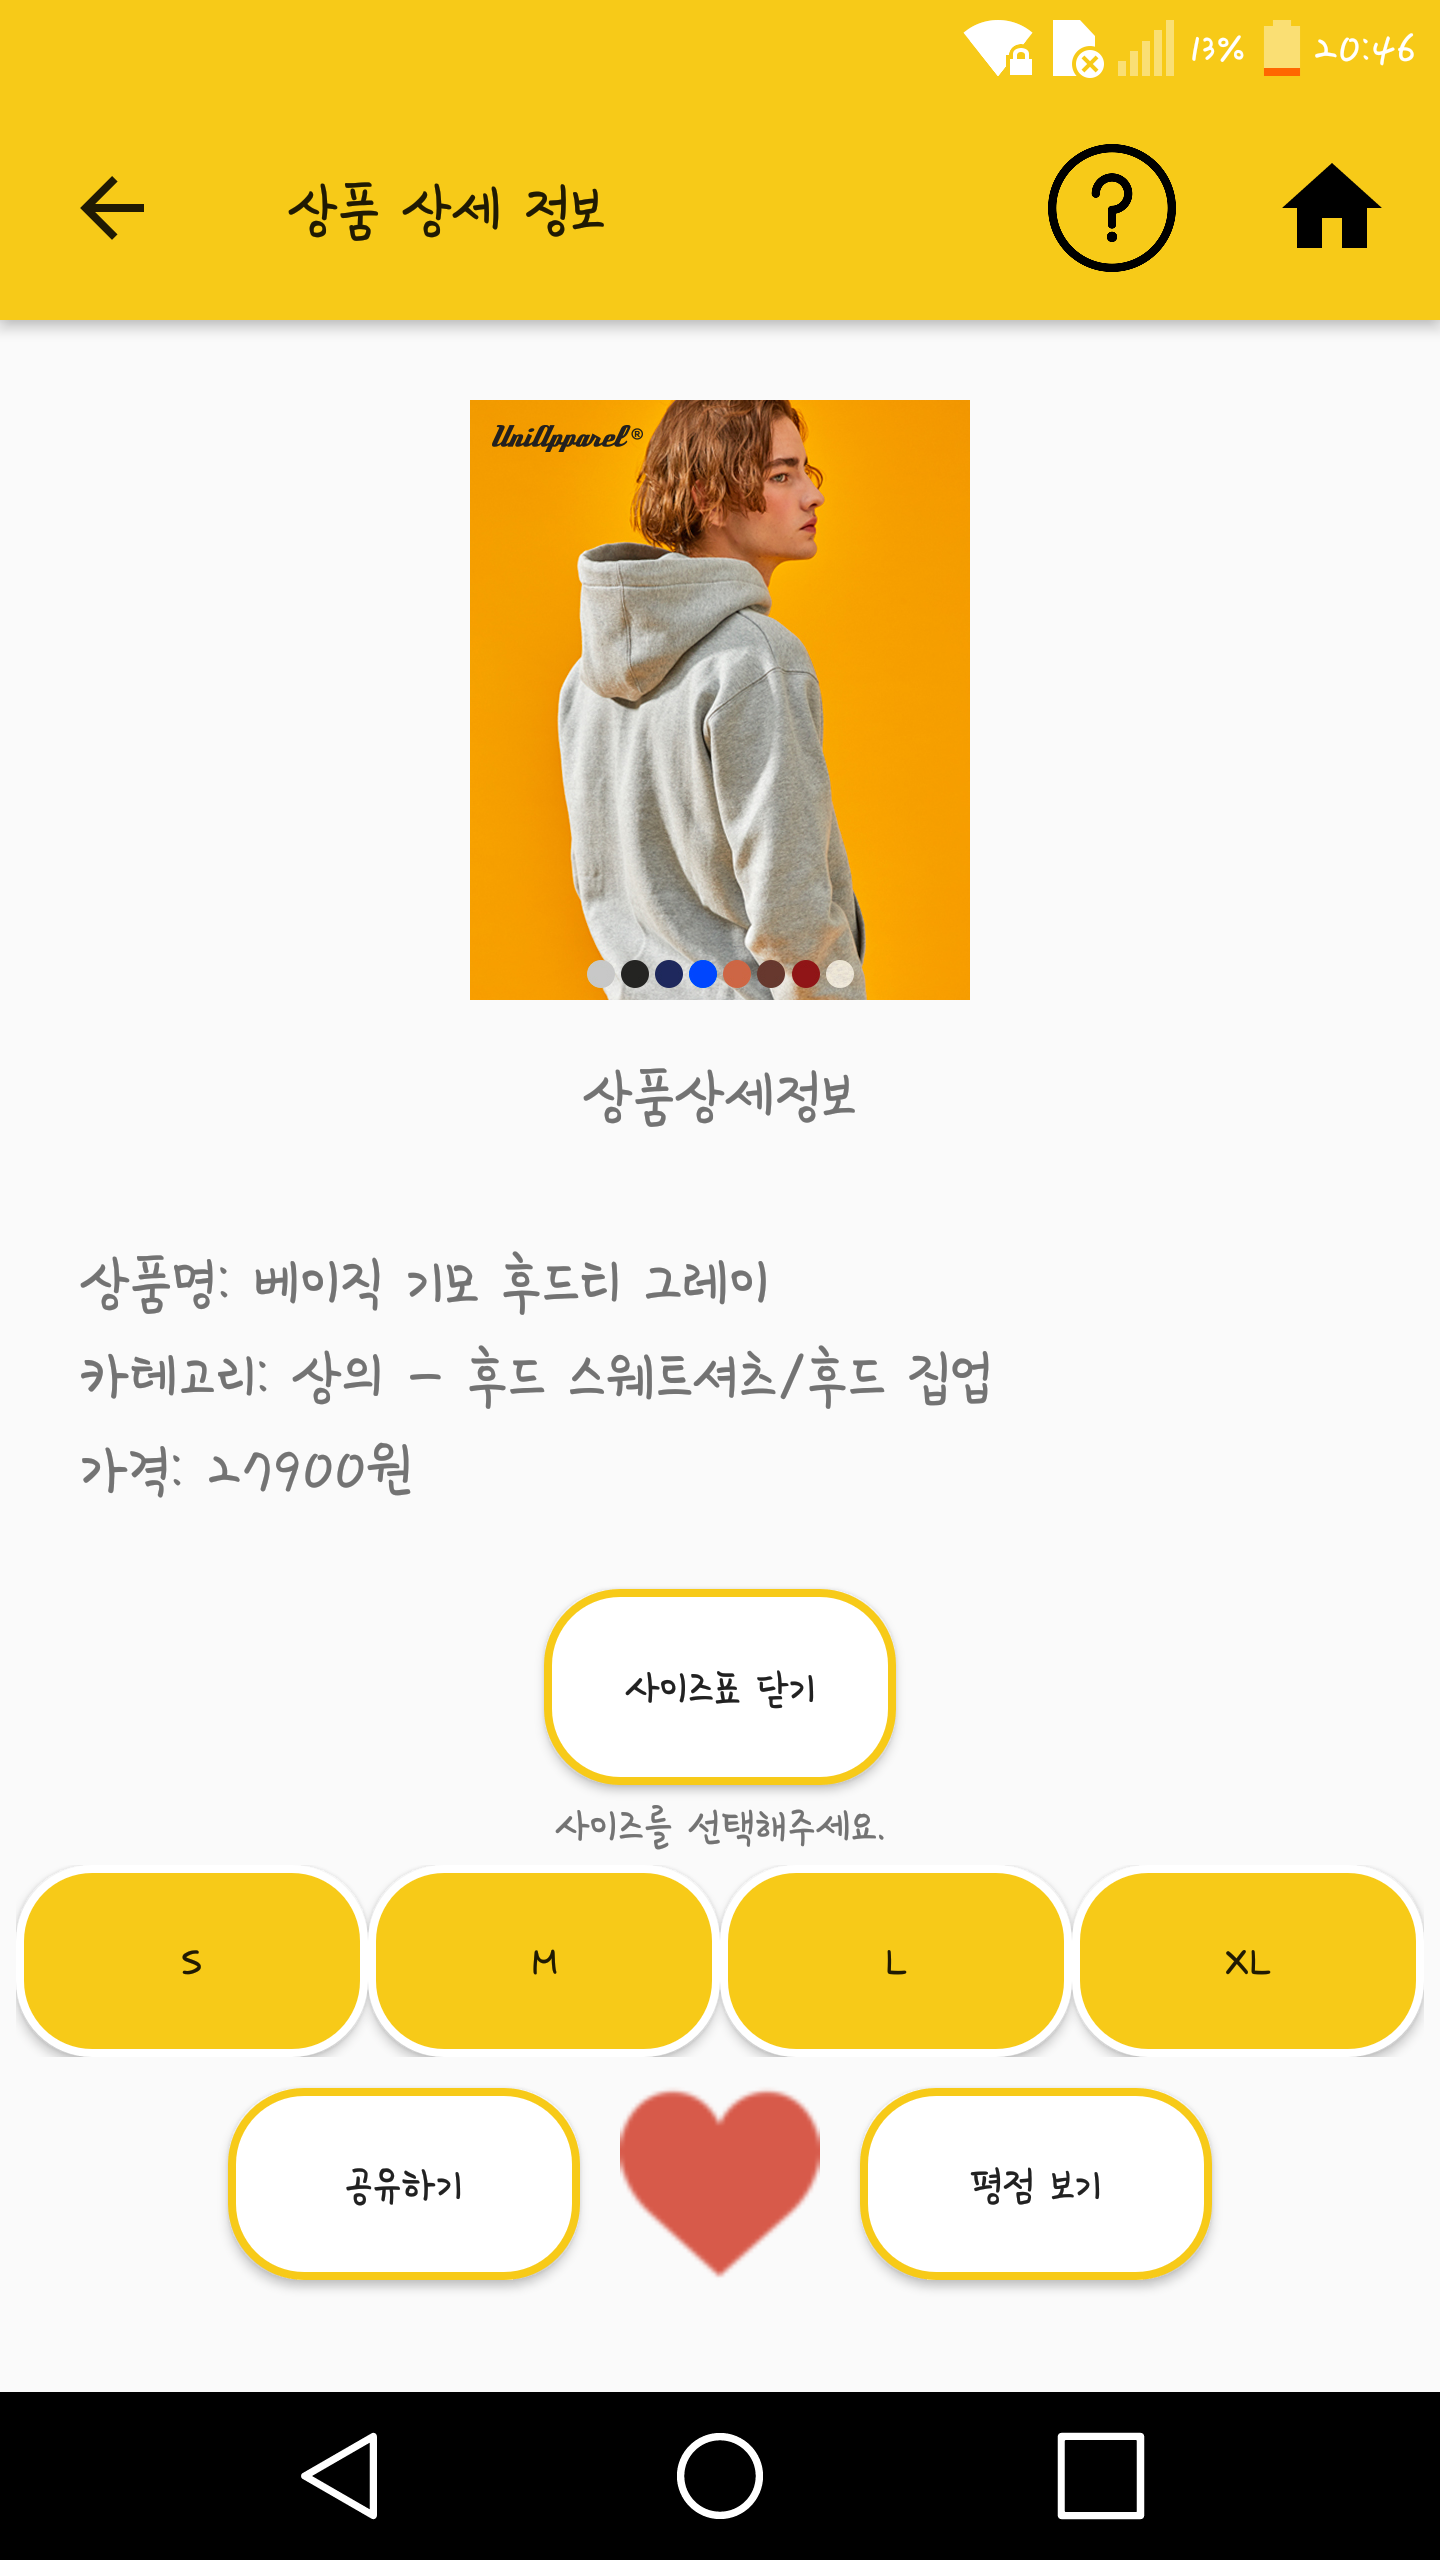 13% 20:46
상품 상세 정보
UniApparel®
상품상세정보
상품명: 베이직 기모 후드티 그레이
카테고리: 상의 - 후드 스웨트셔츠/후드 집업
가격: 27900원
사이즈표 닫기
사이즈를 선택해주세요.
S M L XL
공유하기 평점 보기